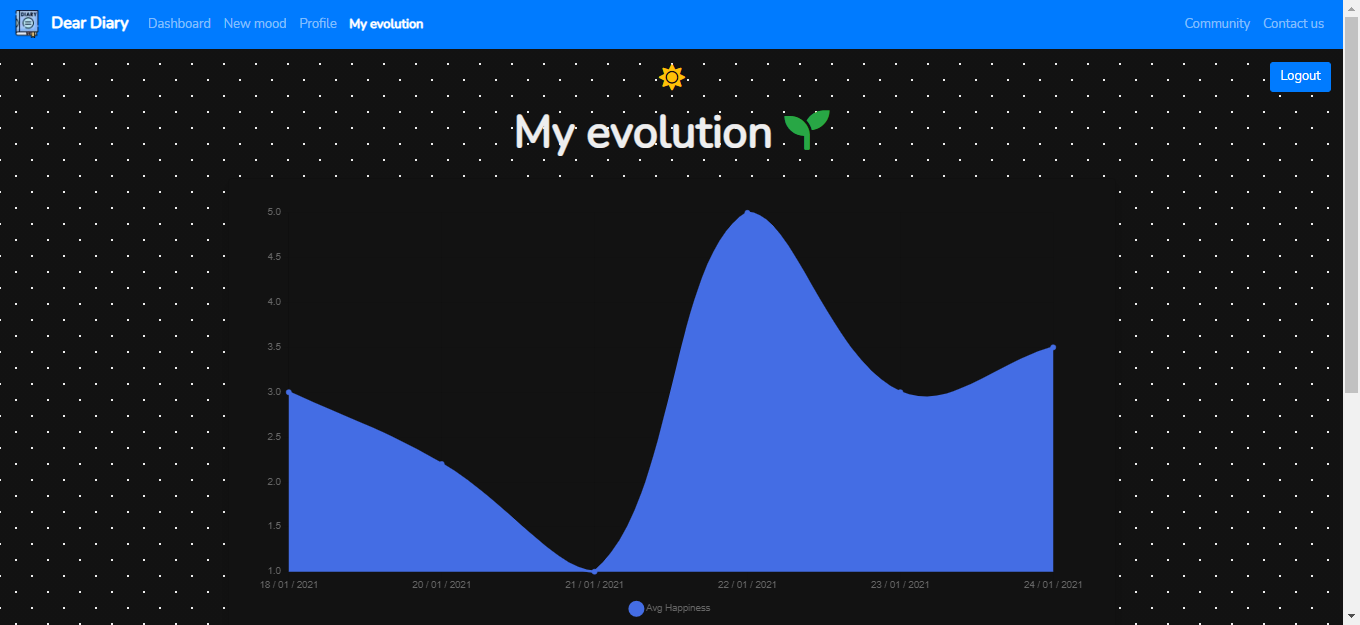 DIARY
Dear Diary Dashboard New mood Profile My evolution Community Contact us
Logout
My evolution
5.0
4.5
4.0
3.5
3.0
2.5
2.0
1.5
1.0
18 / 01 / 2021 20 / 01 / 2021 21 / 01 / 2021 22 / 01 / 2021 23 / 01 / 2021 24 / 01 / 2021
Avg Happiness